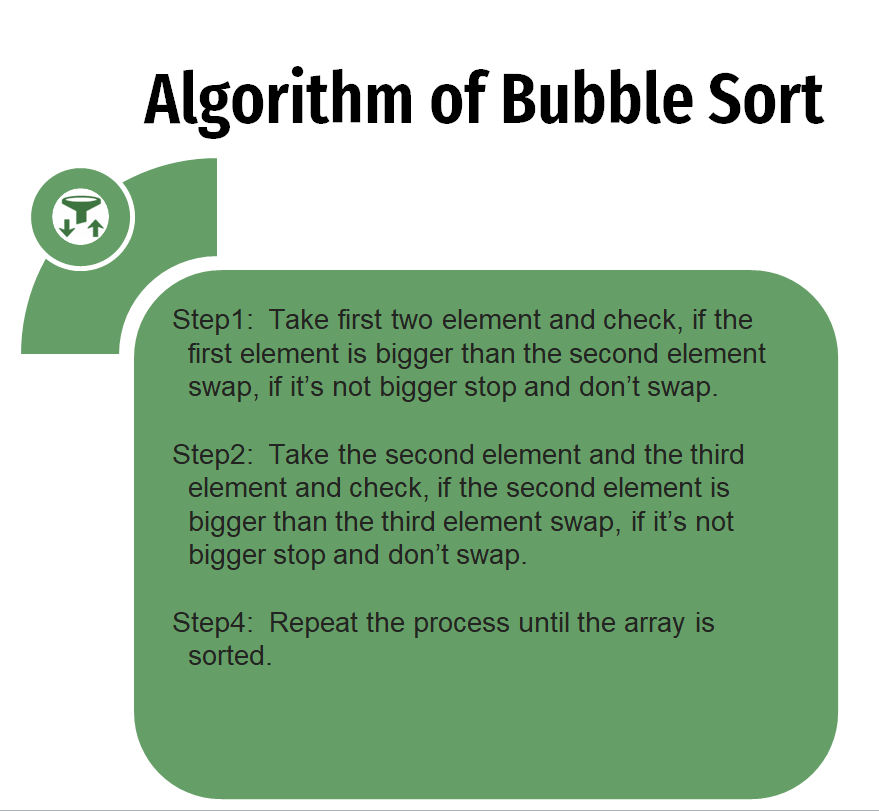 Algorithm of Bubble Sort
Step1: Take first two element and check, if the
first element is bigger than the second element
swap, if it’s not bigger stop and don’t swap.
Step2: Take the second element and the third
element and check, if the second element is
bigger than the third element swap, if it’s not
bigger stop and don’t swap.
Step4: Repeat the process until the array is
sorted.